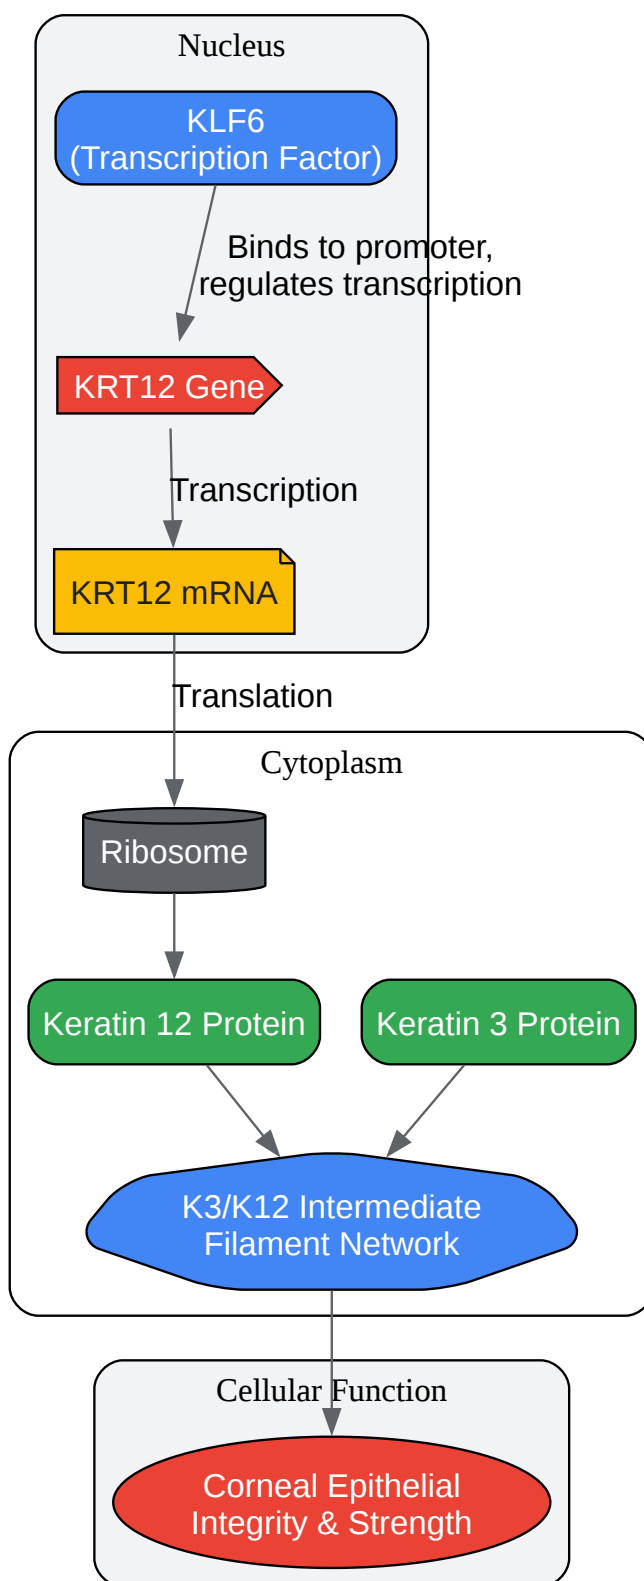 Nucleus
KLF6
(Transcription Factor)
Binds to promoter,
regulates transcription
KRT12 Gene
Transcription
KRT12 mRNA
Translation
Cytoplasm
Ribosome
Keratin 12 Protein
Keratin 3 Protein
K3/K12 Intermediate
Filament Network
Cellular Function
Corneal Epithelial
Integrity & Strength